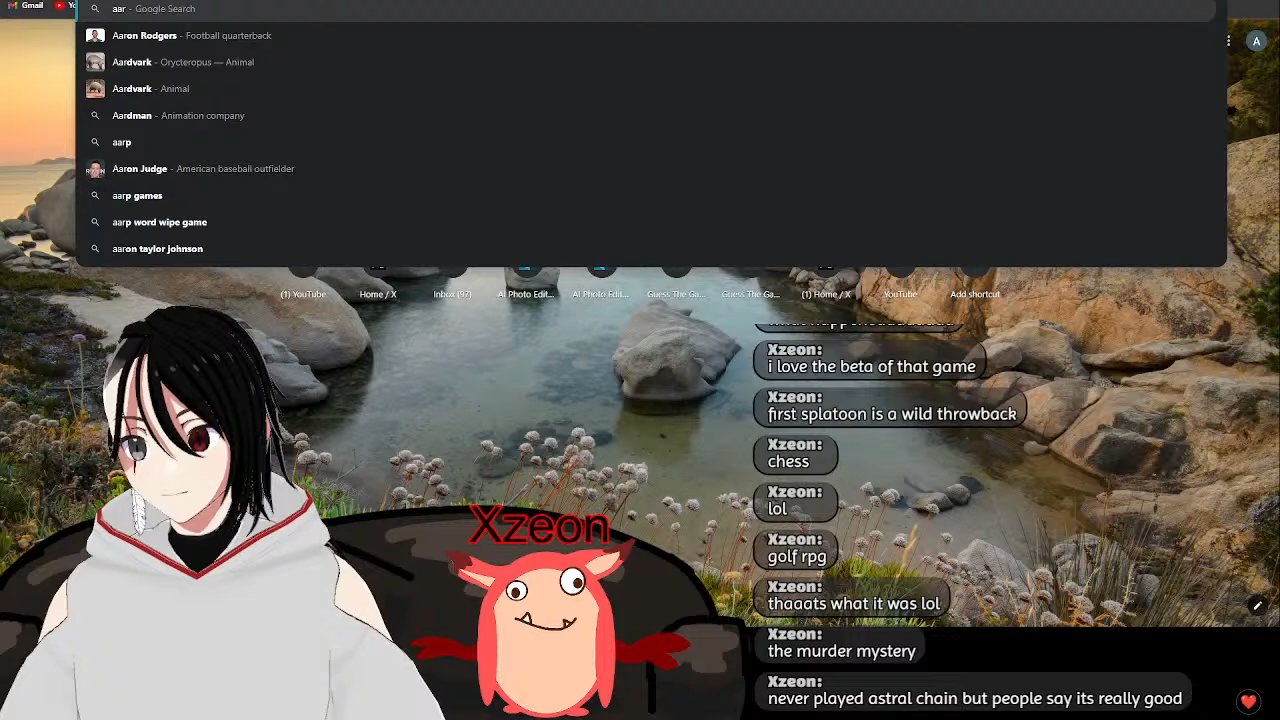 Gmail
aar - Google Search
Aaron Rodgers - Football quarterback
Aardvark - Orycteropus — Animal
Aardvark - Animal
Aardman - Animation company
aarp
Aaron Judge - American baseball outfielder
aarp games
aarp word wipe game
aaron taylor johnson
A
(1) YouTube
Home / X
Inbox (97)
AI Photo Edit...
AI Photo Edit...
Guess The Ga...
Guess The Ga...
(1) Home / X
YouTube
Add shortcut
Xzeon:
i love the beta of that game
Xzeon:
first splatoon is a wild throwback
Xzeon:
chess
Xzeon:
lol
Xzeon:
golf rpg
Xzeon:
thaaats what it was lol
Xzeon:
the murder mystery
Xzeon:
never played astral chain but people say its really good
Xzeon